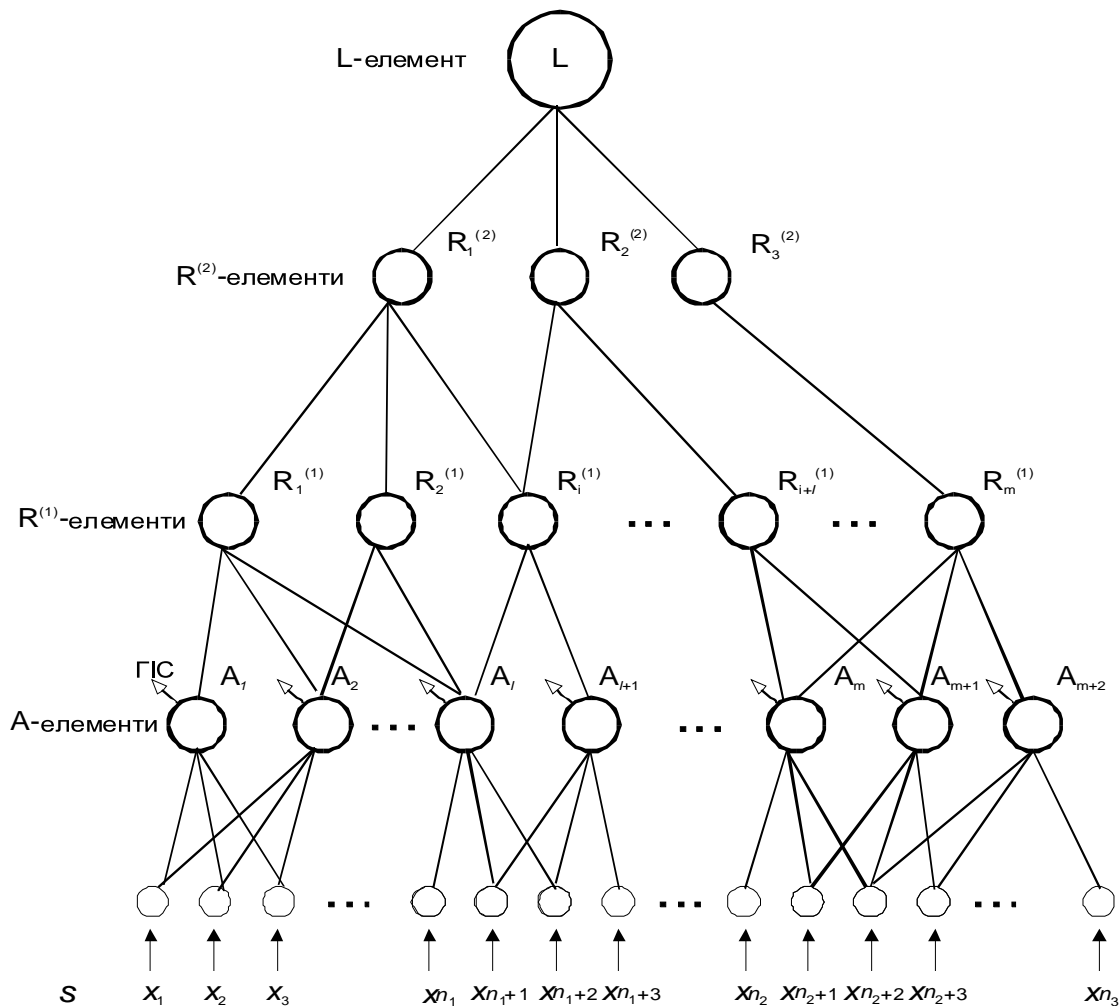 L-елемент L
R₁⁽²⁾ R₂⁽²⁾ R₃⁽²⁾
R⁽²⁾-елементи
R₁⁽¹⁾ R₂⁽¹⁾ Rᵢ⁽¹⁾ Rᵢ₊ₗ⁽¹⁾ Rₘ⁽¹⁾
R⁽¹⁾-елементи ... ...
ГІС A₁ A₂ Aₗ Aₗ₊₁ Aₘ Aₘ₊₁ Aₘ₊₂
A-елементи ... ...
... ... ...
S x₁ x₂ x₃ xn₁ xn₁+1 xn₁+2 xn₁+3 xn₂ xn₂+1 xn₂+2 xn₂+3 xn₃